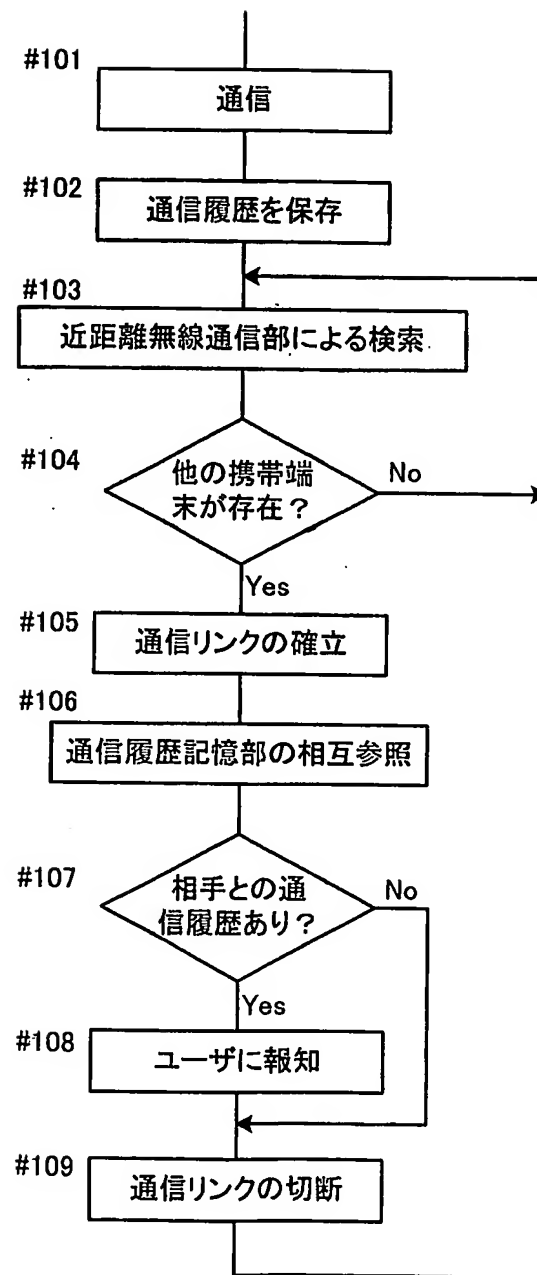 #101
通信
#102
通信履歴を保存
#103
近距離無線通信部による検索
#104
他の携帯端
末が存在？
No
Yes
#105
通信リンクの確立
#106
通信履歴記憶部の相互参照
#107
相手との通
信履歴あり？
No
Yes
#108
ユーザに報知
#109
通信リンクの切断